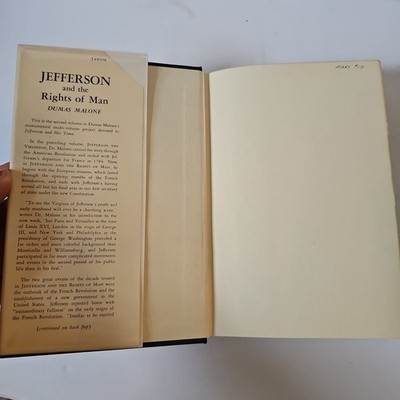 JEFFERSON
and the
Rights of Man
DUMAS MALONE
This is the second volume in Dumas Malone's
monumental multi-volume project devoted to
Jefferson and His Time.
In the preceding volume, JEFFERSON THE
VIRGINIAN, Dr. Malone carried the story through
the American Revolution and ended with Jef-
ferson's departure for France in 1784. Now,
in JEFFERSON AND THE RIGHTS OF MAN, he
begins with the European mission, which lasted
through the opening months of the French
Revolution, and ends with Jefferson's having
served all but his final year as our first secretary of
state under the new Constitution.
"To see the Virginia of Jefferson's youth and
early manhood will ever be a charming scene,"
writes Dr. Malone in his introduction to the
new work, "but Paris and Versailles at the time
of Louis XVI, London in the reign of George
III, and New York and Philadelphia at the
presidency of George Washington provided a
far richer and more colorful background than
Monticello and Williamsburg, and Jefferson
participated in far more complicated movements
and events in the second period of his public
life than in his first."
The two great events of the decade treated
in JEFFERSON AND THE RIGHTS OF MAN were
the outbreak of the French Revolution and the
establishment of a new government in the
United States. Jefferson reported home with
"extraordinary fullness" on the early stages of
the French Revolution.
(continued on back flap)